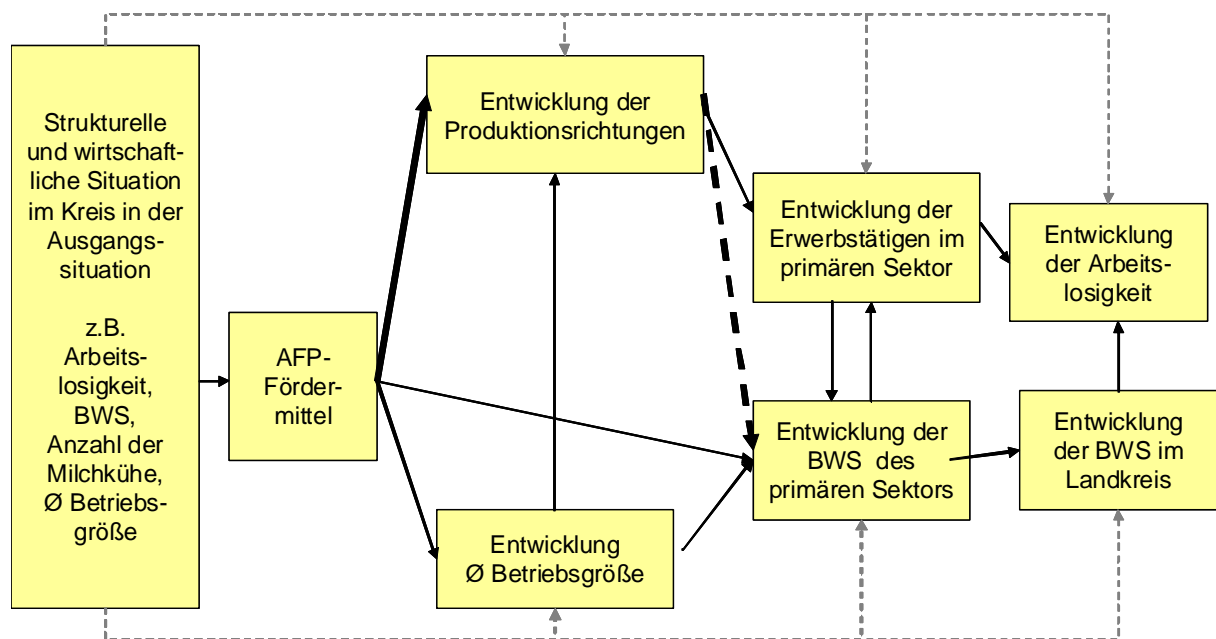 Strukturelle
und wirtschaft-
liche Situation
im Kreis in der
Ausgangs-
situation
z.B.
Arbeits-
losigkeit,
BWS,
Anzahl der
Milchkühe,
Ø Betriebs-
größe
AFP-
Förder-
mittel
Entwicklung der
Produktionsrichtungen
Entwicklung
Ø Betriebsgröße
Entwicklung der
Erwerbstätigen im
primären Sektor
Entwicklung der
BWS des
primären Sektors
Entwicklung
der Arbeits-
losigkeit
Entwicklung
der BWS im
Landkreis